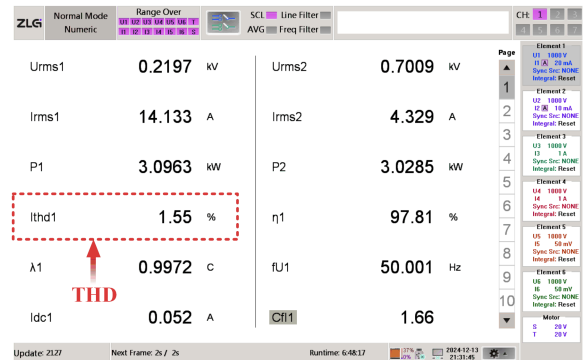 ZLG Normal Mode Numeric
Range Over
U1 U2 U3 U4 U5 U6 T
I1 I2 I3 I4 I5 I6 S
SCL Line Filter
AVG Freq Filter
CH: 1 2 3
4 5 6 7
Urms1 0.2197 kV
Urms2 0.7009 kV
Irms1 14.133 A
Irms2 4.329 A
P1 3.0963 kW
P2 3.0285 kW
Ithd1 1.55 %
η1 97.81 %
λ1 0.9972 C
fU1 50.001 Hz
THD
Idc1 0.052 A
Cfl1 1.66
Page
1
2
3
4
5
6
7
8
9
10
Element 1
U1 1000 V
I1 A 20 mA
Sync Src: NONE
Integral: Reset
Element 2
U2 1000 V
I2 A 10 mA
Sync Src: NONE
Integral: Reset
Element 3
U3 1000 V
I3 1 A
Sync Src: NONE
Integral: Reset
Element 4
U4 1000 V
I4 1 A
Sync Src: NONE
Integral: Reset
Element 5
U5 1000 V
I5 50 mV
Sync Src: NONE
Integral: Reset
Element 6
U6 1000 V
I6 50 mV
Sync Src: NONE
Integral: Reset
Motor
S 20 V
T 20 V
Update: 2127
Next Frame: 2s / 2s
Runtime: 6:48:17
2024-12-13
21:31:45